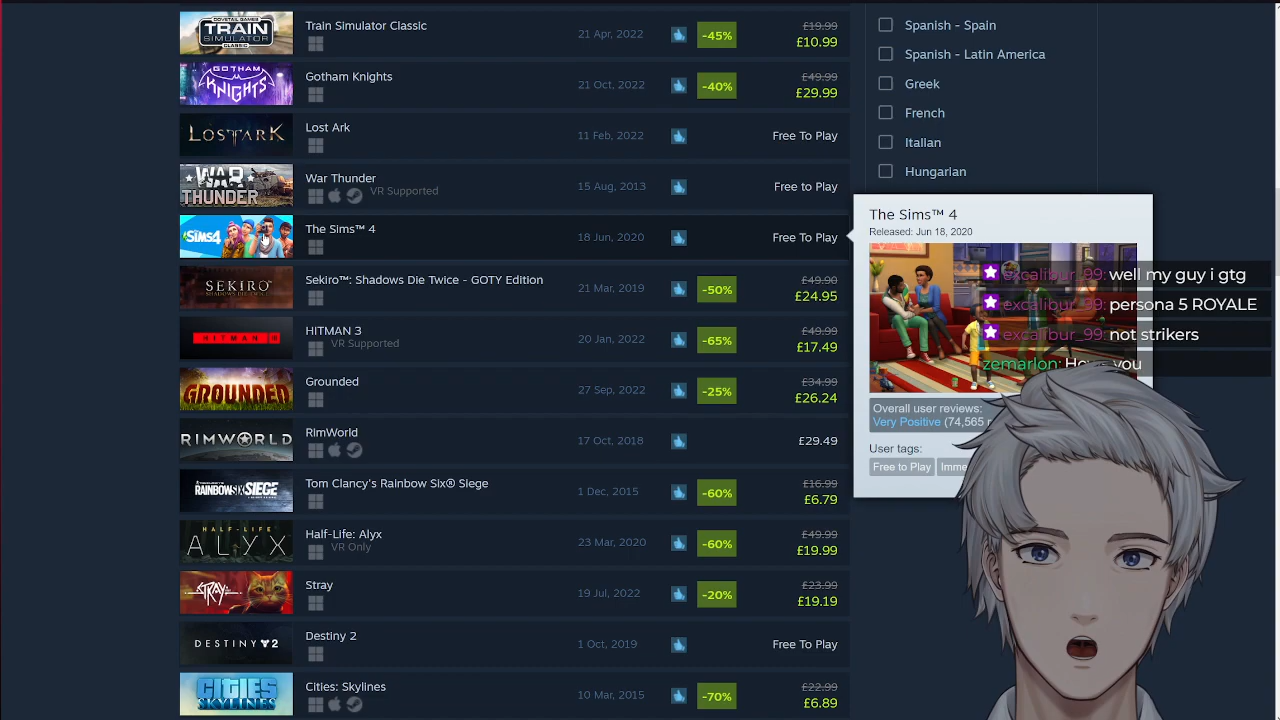 DOVETAIL GAMES
TRAIN
SIMULATOR
CLASSIC
Train Simulator Classic
21 Apr, 2022
-45%
£19.99
£10.99
GOTHAM
KNIGHTS
Gotham Knights
21 Oct, 2022
-40%
£49.99
£29.99
LOST ARK
Lost Ark
11 Feb, 2022
Free To Play
WAR
THUNDER
War Thunder
VR Supported
15 Aug, 2013
Free to Play
SIMS4
The Sims™ 4
18 Jun, 2020
Free To Play
SEKIRO
Sekiro™: Shadows Die Twice - GOTY Edition
21 Mar, 2019
-50%
£49.90
£24.95
HITMAN III
HITMAN 3
VR Supported
20 Jan, 2022
-65%
£49.99
£17.49
GROUNDED
Grounded
27 Sep, 2022
-25%
£34.99
£26.24
RIMWORLD
RimWorld
17 Oct, 2018
£29.49
RAINBOW SIX SIEGE
Tom Clancy's Rainbow Six® Siege
1 Dec, 2015
-60%
£16.99
£6.79
HALF-LIFE
ALYX
Half-Life: Alyx
VR Only
23 Mar, 2020
-60%
£49.99
£19.99
STRAY
Stray
19 Jul, 2022
-20%
£23.99
£19.19
DESTINY 2
Destiny 2
1 Oct, 2019
Free To Play
CITIES
SKYLINES
Cities: Skylines
10 Mar, 2015
-70%
£22.99
£6.89
Spanish - Spain
Spanish - Latin America
Greek
French
Italian
Hungarian
The Sims™ 4
Released: Jun 18, 2020
excalibur_99: well my guy i gtg
excalibur_99: persona 5 ROYALE
excalibur_99: not strikers
zemarlon: you
Overall user reviews:
Very Positive (74,565
User tags:
Free to Play